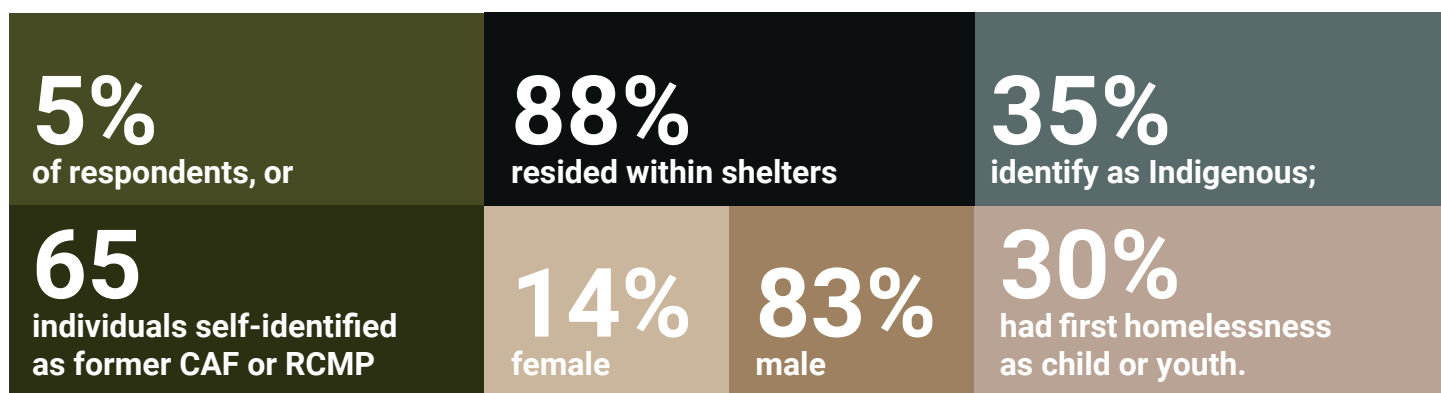 5%
of respondents, or
65
individuals self-identified
as former CAF or RCMP
88%
resided within shelters
14%
female
83%
male
35%
identify as Indigenous;
30%
had first homelessness
as child or youth.